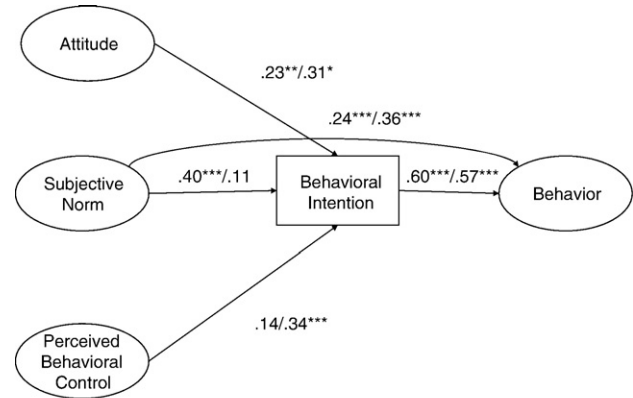 Attitude
.23**/.31*
.24***/.36***
Subjective
Norm
.40***/.11
Behavioral
Intention
.60***/.57***
Behavior
.14/.34***
Perceived
Behavioral
Control